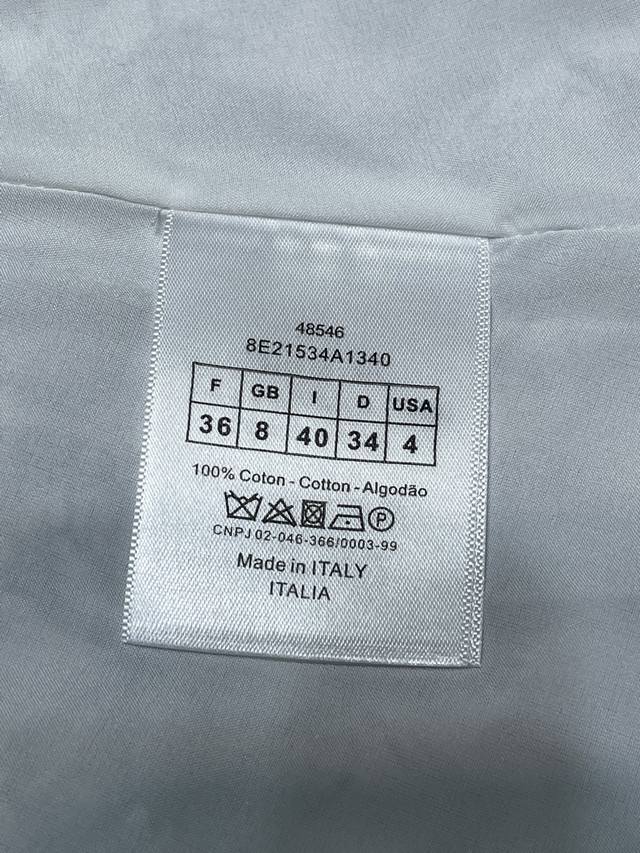 48546
8E21534A1340
F GB I D USA
36 8 40 34 4
100% Coton - Cotton - Algodão
P
CNPJ 02-046-366/0003-99
Made in ITALY
ITALIA